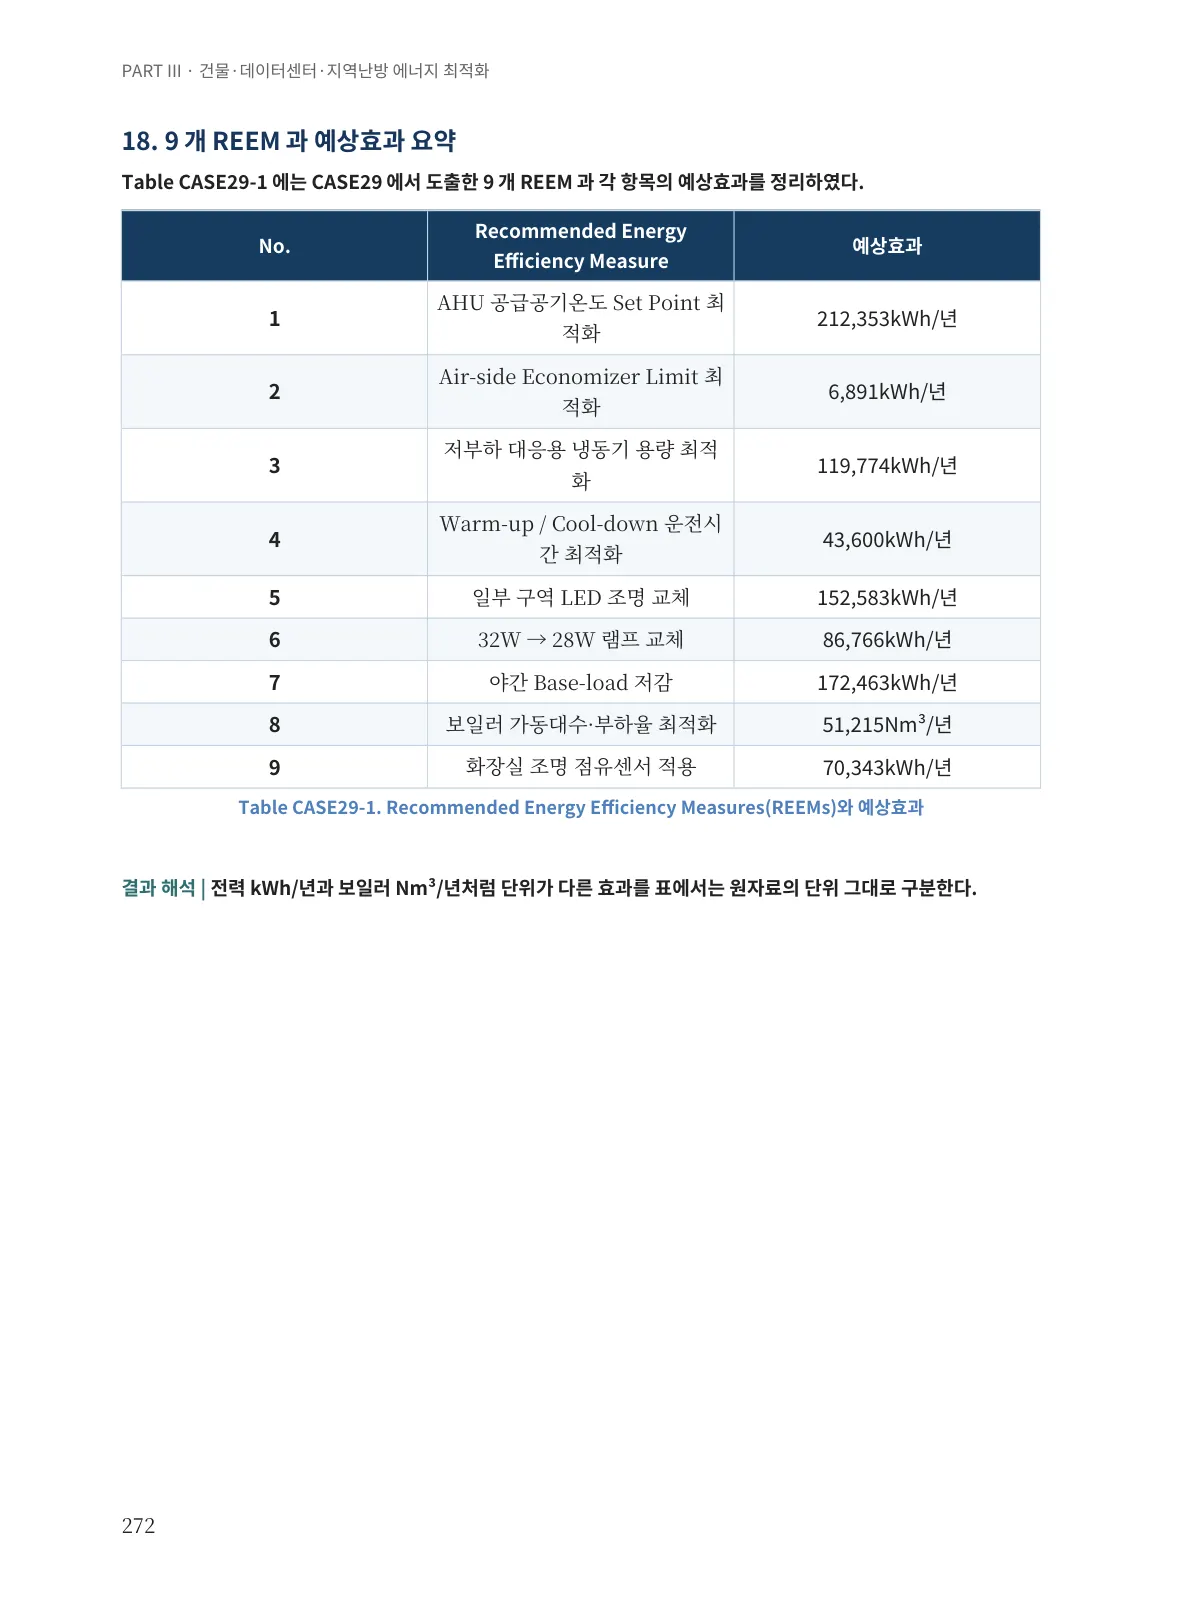 PART III · 건물·데이터센터·지역난방 에너지 최적화
18. 9 개 REEM 과 예상효과 요약
Table CASE29-1 에는 CASE29 에서 도출한 9 개 REEM 과 각 항목의 예상효과를 정리하였다.
No.
Recommended Energy
Efficiency Measure
예상효과
1
AHU 공급공기온도 Set Point 최
적화
212,353kWh/년
2
Air-side Economizer Limit 최
적화
6,891kWh/년
3
저부하 대응용 냉동기 용량 최적
화
119,774kWh/년
4
Warm-up / Cool-down 운전시
간 최적화
43,600kWh/년
5
일부 구역 LED 조명 교체
152,583kWh/년
6
32W → 28W 램프 교체
86,766kWh/년
7
야간 Base-load 저감
172,463kWh/년
8
보일러 가동대수·부하율 최적화
51,215Nm³/년
9
화장실 조명 점유센서 적용
70,343kWh/년
Table CASE29-1. Recommended Energy Efficiency Measures(REEMs)와 예상효과
결과 해석 | 전력 kWh/년과 보일러 Nm³/년처럼 단위가 다른 효과를 표에서는 원자료의 단위 그대로 구분한다.
272